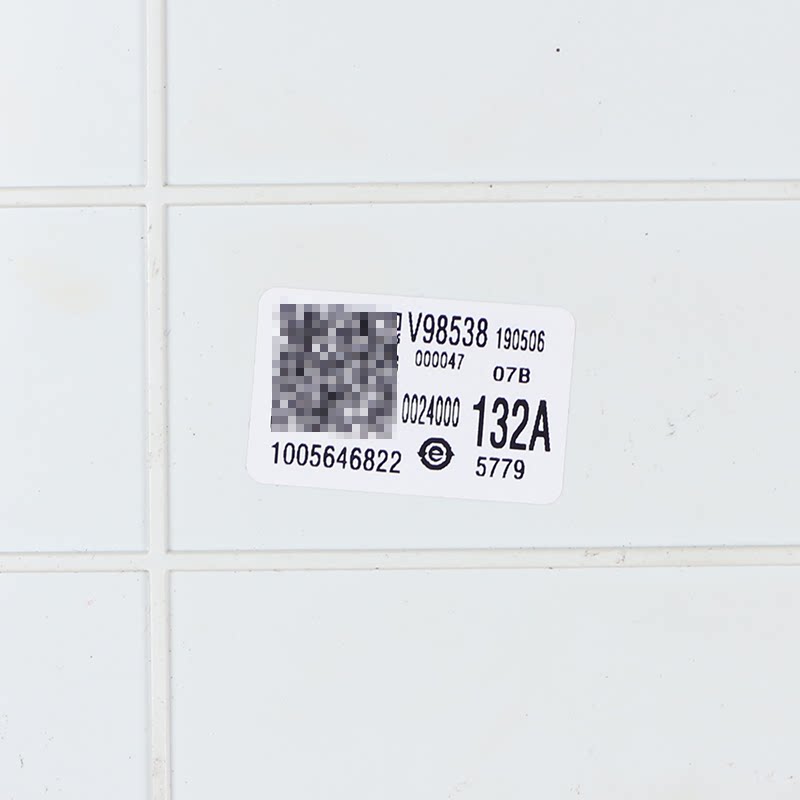 V98538 190506
000047 07B
0024000 132A
1005646822 e 5779